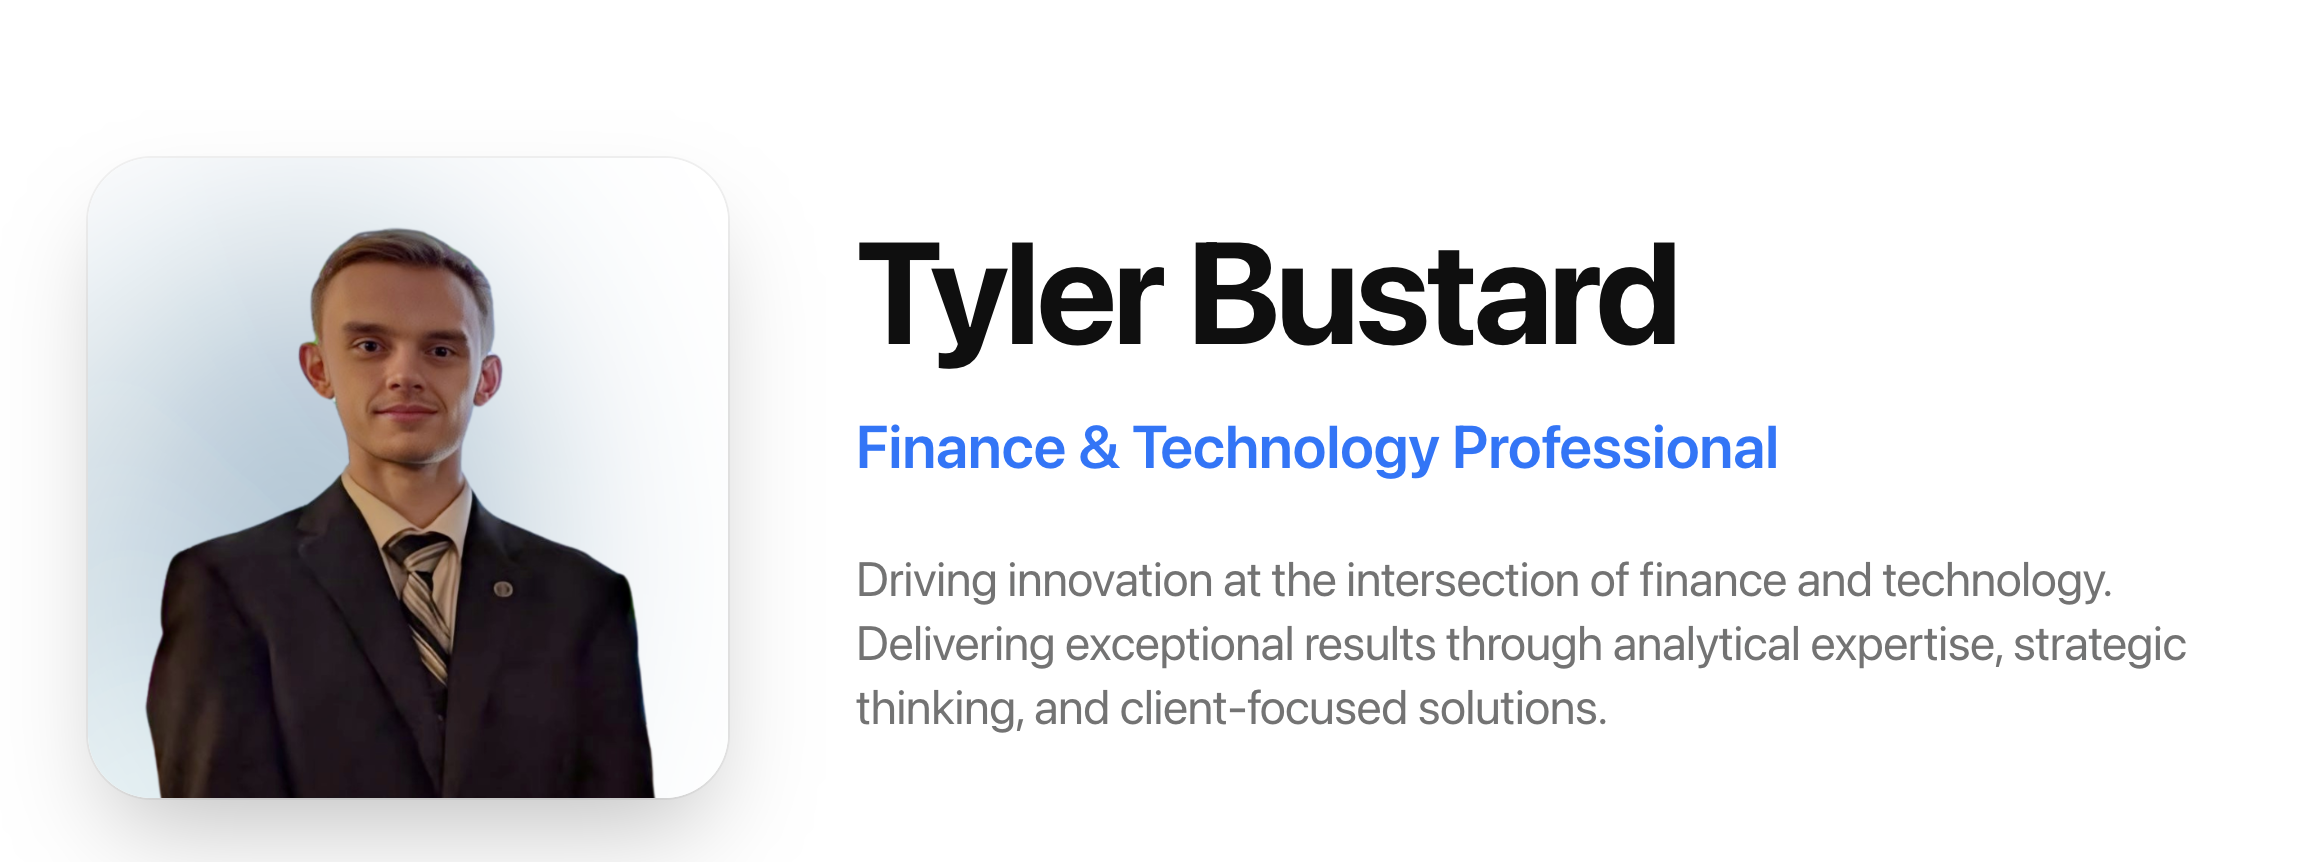 Tyler Bustard
Finance & Technology Professional
Driving innovation at the intersection of finance and technology.
Delivering exceptional results through analytical expertise, strategic
thinking, and client-focused solutions.